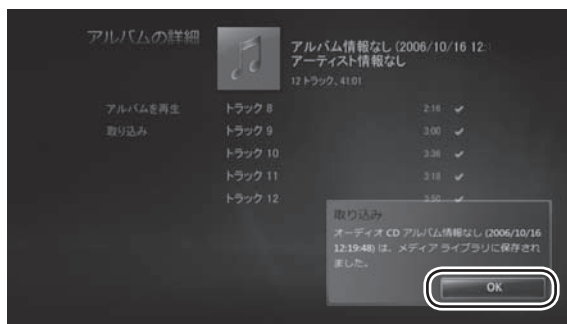 アルバムの詳細
アルバム情報なし (2006/10/16 12:
アーティスト情報なし
12 トラック、41:01
アルバムを再生
取り込み
トラック 8 2:16
トラック 9 3:00
トラック 10 3:36
トラック 11 3:18
トラック 12 3:50
取り込み
オーディオ CD アルバム情報なし (2006/10/16
12:19:48) は、メディア ライブラリに保存され
ました。
OK